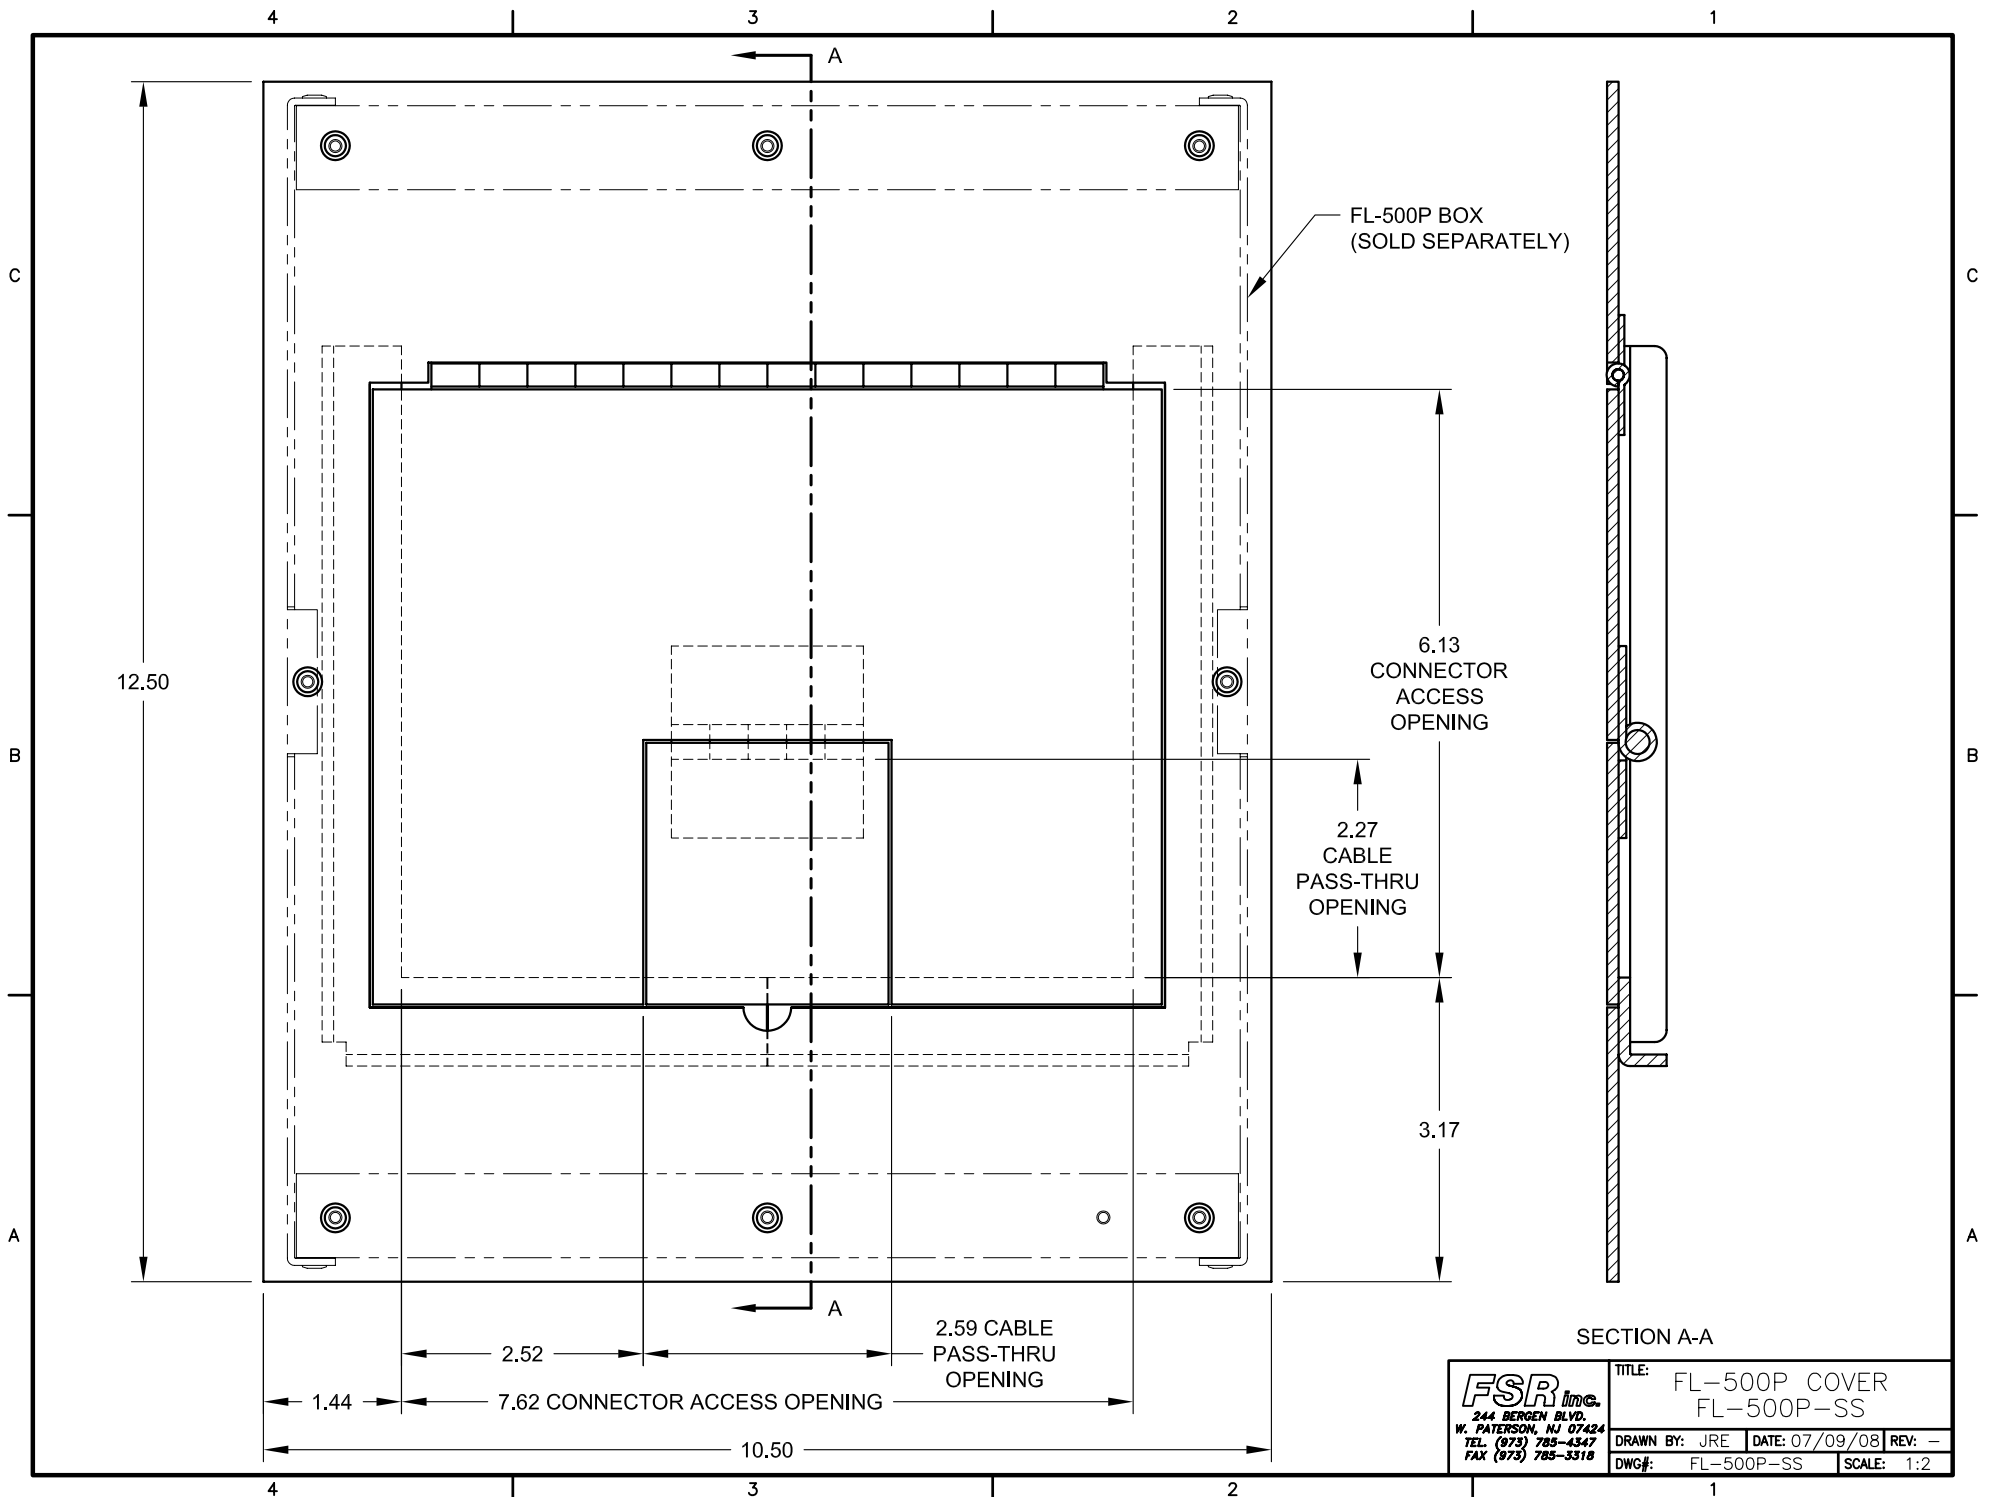 4 3 2 1
A
FL-500P BOX
(SOLD SEPARATELY)
C C
12.50
6.13
CONNECTOR
ACCESS
OPENING
B B
2.27
CABLE
PASS-THRU
OPENING
3.17
A A
A
2.59 CABLE
PASS-THRU
OPENING
2.52
1.44
7.62 CONNECTOR ACCESS OPENING
10.50
SECTION A-A
FSR inc.
244 BERGEN BLVD.
W. PATERSON, NJ 07424
TEL. (973) 785-4347
FAX (973) 785-3318
TITLE:
FL-500P COVER
FL-500P-SS
DRAWN BY: JRE DATE: 07/09/08 REV: -
DWG#: FL-500P-SS SCALE: 1:2
4 3 2 1